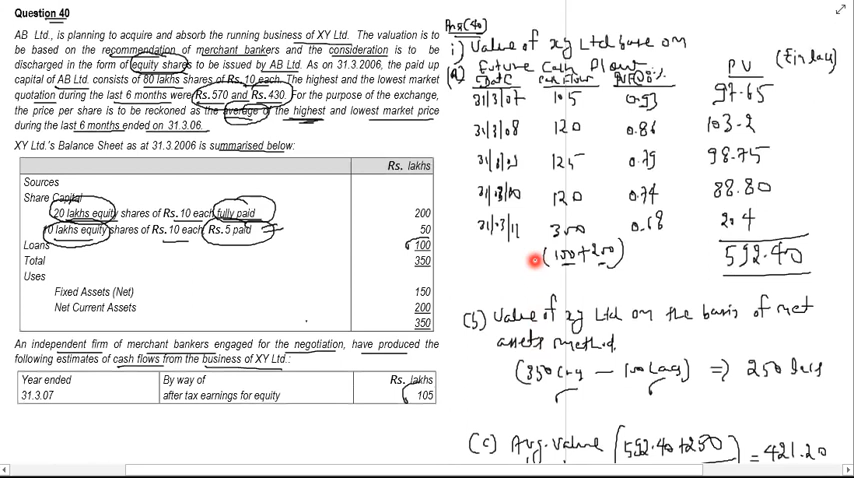 Question 40
AB Ltd., is planning to acquire and absorb the running business of XY Ltd. The valuation is to
be based on the recommendation of merchant bankers and the consideration is to be
discharged in the form of equity shares to be issued by AB Ltd. As on 31.3.2006, the paid up
capital of AB Ltd. consists of 80 lakhs shares of Rs. 10 each. The highest and the lowest market
quotation during the last 6 months were Rs.570 and Rs.430. For the purpose of the exchange,
the price per share is to be reckoned as the average of the highest and lowest market price
during the last 6 months ended on 31.3.06.
XY Ltd.'s Balance Sheet as at 31.3.2006 is summarised below:
Rs. lakhs
Sources
Share Capital
20 lakhs equity shares of Rs. 10 each fully paid 200
10 lakhs equity shares of Rs. 10 each, Rs. 5 paid 50
Loans 100
Total 350
Uses
Fixed Assets (Net) 150
Net Current Assets 200
350
An independent firm of merchant bankers engaged for the negotiation, have produced the
following estimates of cash flows from the business of XY Ltd.:
Year ended By way of Rs. lakhs
31.3.07 after tax earnings for equity 105
Ans(40)
i) Value of xy Ltd base on
(a) Future Cash Flow
Date Cash Flow PVF@8% PV (₹ in lacs)
31/3/07 105 0.93 97.65
31/3/08 120 0.86 103.2
125 0.79 98.75
120 0.74 88.80
31/03/11 300 0.68 204
(100+200) 592.40
(b) Value of xy Ltd on the basis of net
assets method.
(350 lacs — 100 lacs) => 250 lacs
(c) Avg. Value [592.40+250] = 421.20